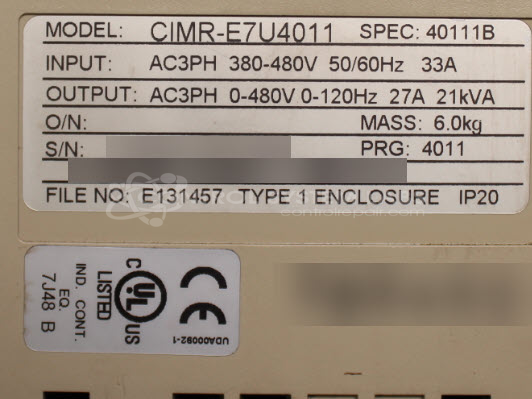 MODEL: CIMR-E7U4011 SPEC: 40111B
INPUT: AC3PH 380-480V 50/60Hz 33A
OUTPUT: AC3PH 0-480V 0-120Hz 27A 21kVA
O/N: MASS: 6.0kg
S/N: PRG: 4011
FILE NO: E131457 TYPE 1 ENCLOSURE IP20
controlrepair.com
C UL US
LISTED
IND. CONT.
EQ.
7J48 B
CE
UDA00092-1